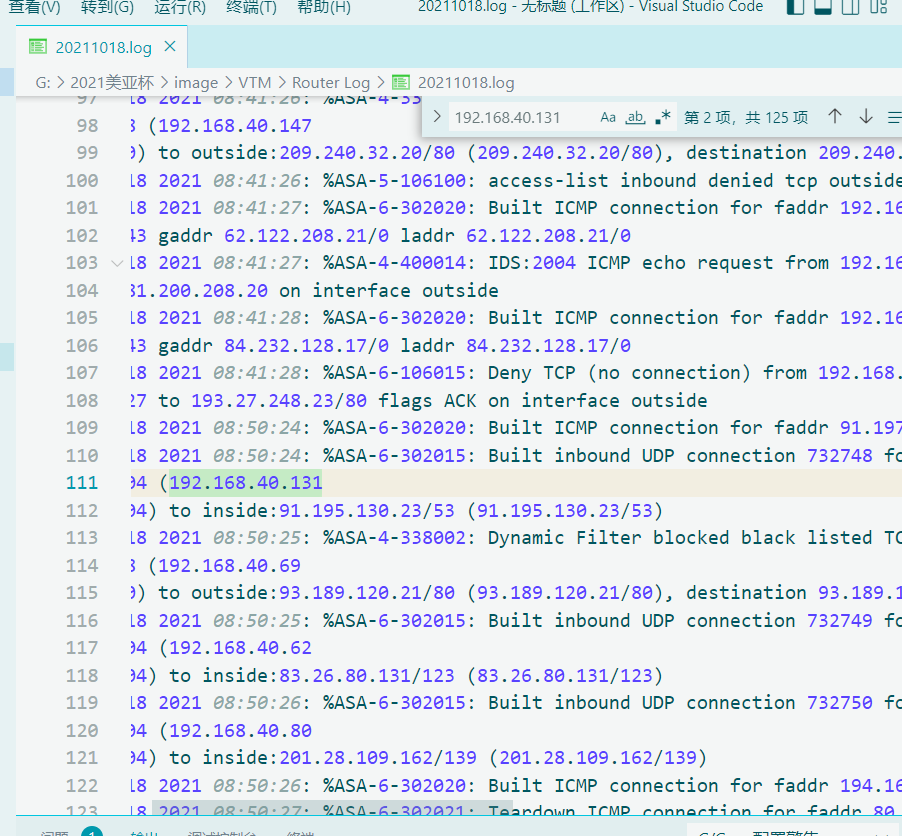 查看(V) 转到(G) 运行(R) 终端(T) 帮助(H) 20211018.log - 无标题 (工作区) - Visual Studio Code
20211018.log
G: > 2021美亚杯 > image > VTM > Router Log > 20211018.log
192.168.40.131 Aa ab .* 第 2 项，共 125 项
97 18 2021 08:41:26: %ASA-4-33
98 8 (192.168.40.147
99 0) to outside:209.240.32.20/80 (209.240.32.20/80), destination 209.240.
100 18 2021 08:41:26: %ASA-5-106100: access-list inbound denied tcp outside
101 18 2021 08:41:27: %ASA-6-302020: Built ICMP connection for faddr 192.16
102 43 gaddr 62.122.208.21/0 laddr 62.122.208.21/0
103 18 2021 08:41:27: %ASA-4-400014: IDS:2004 ICMP echo request from 192.16
104 81.200.208.20 on interface outside
105 18 2021 08:41:28: %ASA-6-302020: Built ICMP connection for faddr 192.16
106 43 gaddr 84.232.128.17/0 laddr 84.232.128.17/0
107 18 2021 08:41:28: %ASA-6-106015: Deny TCP (no connection) from 192.168.
108 27 to 193.27.248.23/80 flags ACK on interface outside
109 18 2021 08:50:24: %ASA-6-302020: Built ICMP connection for faddr 91.197
110 18 2021 08:50:24: %ASA-6-302015: Built inbound UDP connection 732748 fo
111 94 (192.168.40.131
112 94) to inside:91.195.130.23/53 (91.195.130.23/53)
113 18 2021 08:50:25: %ASA-4-338002: Dynamic Filter blocked black listed TC
114 8 (192.168.40.69
115 0) to outside:93.189.120.21/80 (93.189.120.21/80), destination 93.189.1
116 18 2021 08:50:25: %ASA-6-302015: Built inbound UDP connection 732749 fo
117 94 (192.168.40.62
118 94) to inside:83.26.80.131/123 (83.26.80.131/123)
119 18 2021 08:50:26: %ASA-6-302015: Built inbound UDP connection 732750 fo
120 94 (192.168.40.80
121 94) to inside:201.28.109.162/139 (201.28.109.162/139)
122 18 2021 08:50:26: %ASA-6-302020: Built ICMP connection for faddr 194.16
123 18 2021 08:50:27: %ASA-6-302021: Teardown ICMP connection for faddr 80.
问题 1 输出 调试控制台 终端 C/C 配置警告